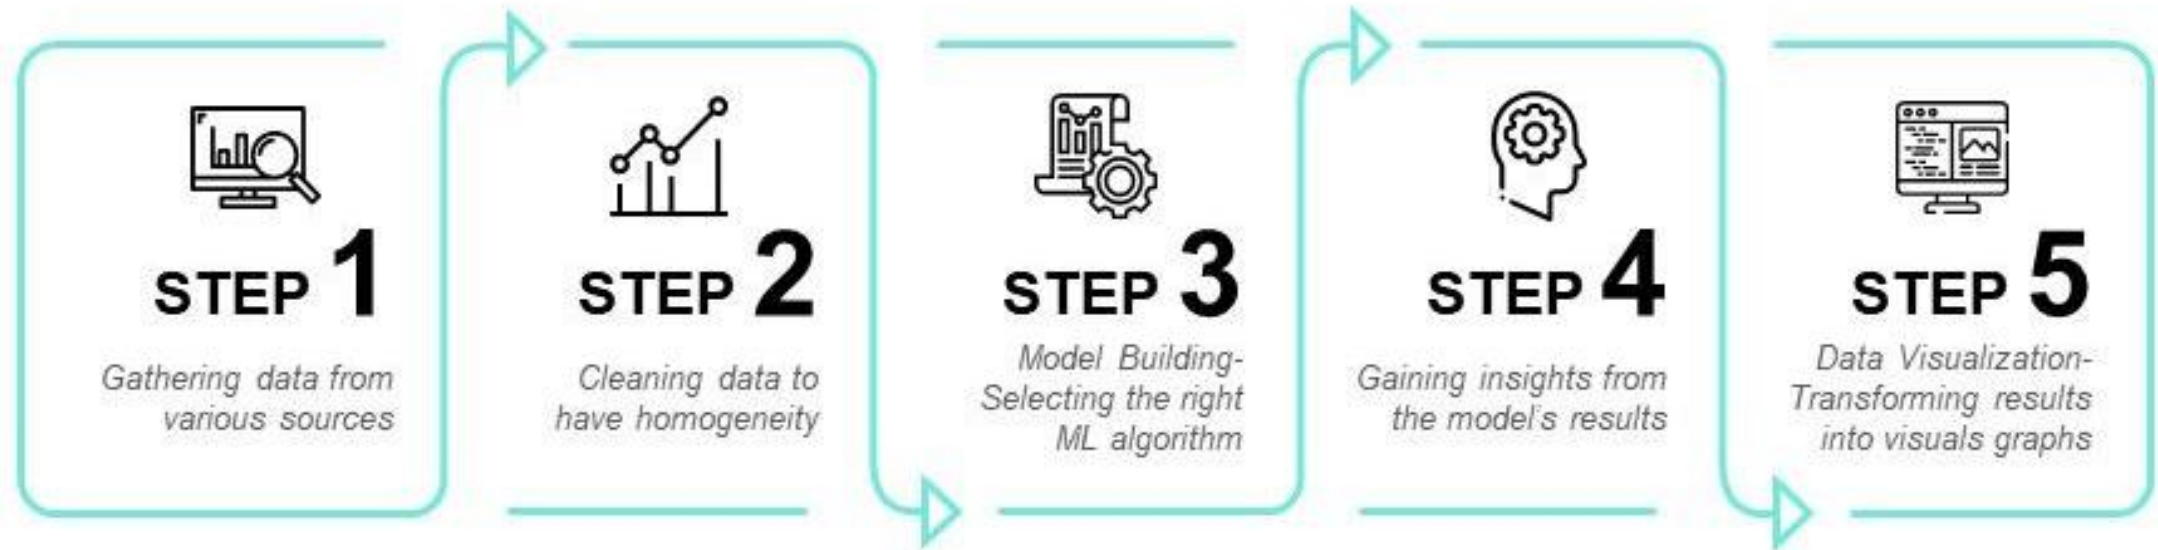 STEP 1
Gathering data from
various sources
STEP 2
Cleaning data to
have homogeneity
STEP 3
Model Building-
Selecting the right
ML algorithm
STEP 4
Gaining insights from
the model's results
STEP 5
Data Visualization-
Transforming results
into visuals graphs